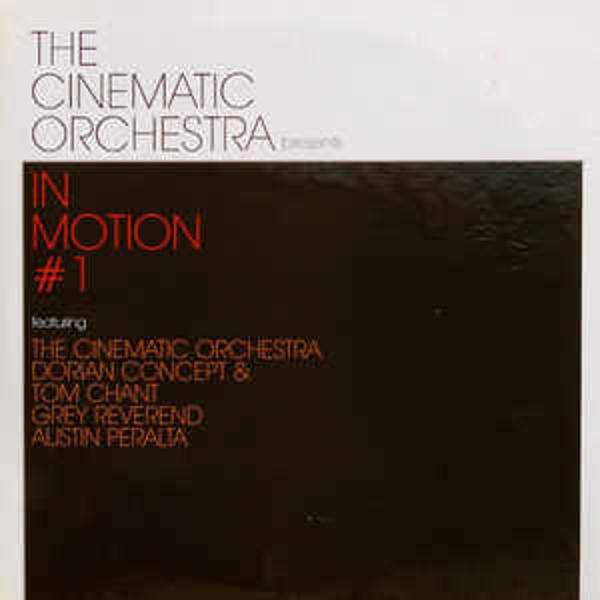 THE
CINEMATIC
ORCHESTRA presents
IN
MOTION
#1
featuring
THE CINEMATIC ORCHESTRA
DORIAN CONCEPT &
TOM CHANT
GREY REVEREND
AUSTIN PERALTA